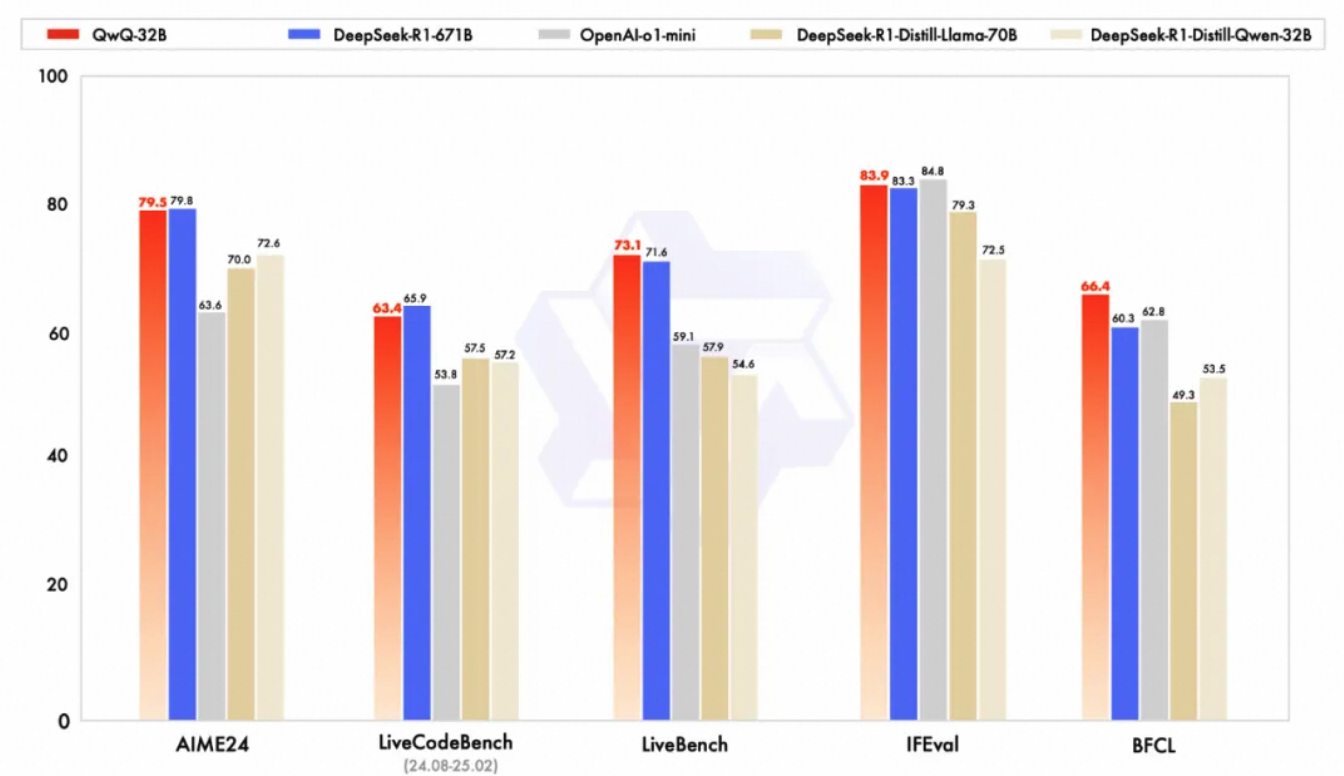 QwQ-32B DeepSeek-R1-671B OpenAI-o1-mini DeepSeek-R1-Distill-Llama-70B DeepSeek-R1-Distill-Qwen-32B
100
80
60
40
20
0
79.5 79.8 63.6 70.0 72.6
63.4 65.9 53.8 57.5 57.2
73.1 71.6 59.1 57.9 54.6
83.9 83.3 84.8 79.3 72.5
66.4 60.3 62.8 49.3 53.5
AIME24 LiveCodeBench LiveBench IFEval BFCL
(24.08-25.02)